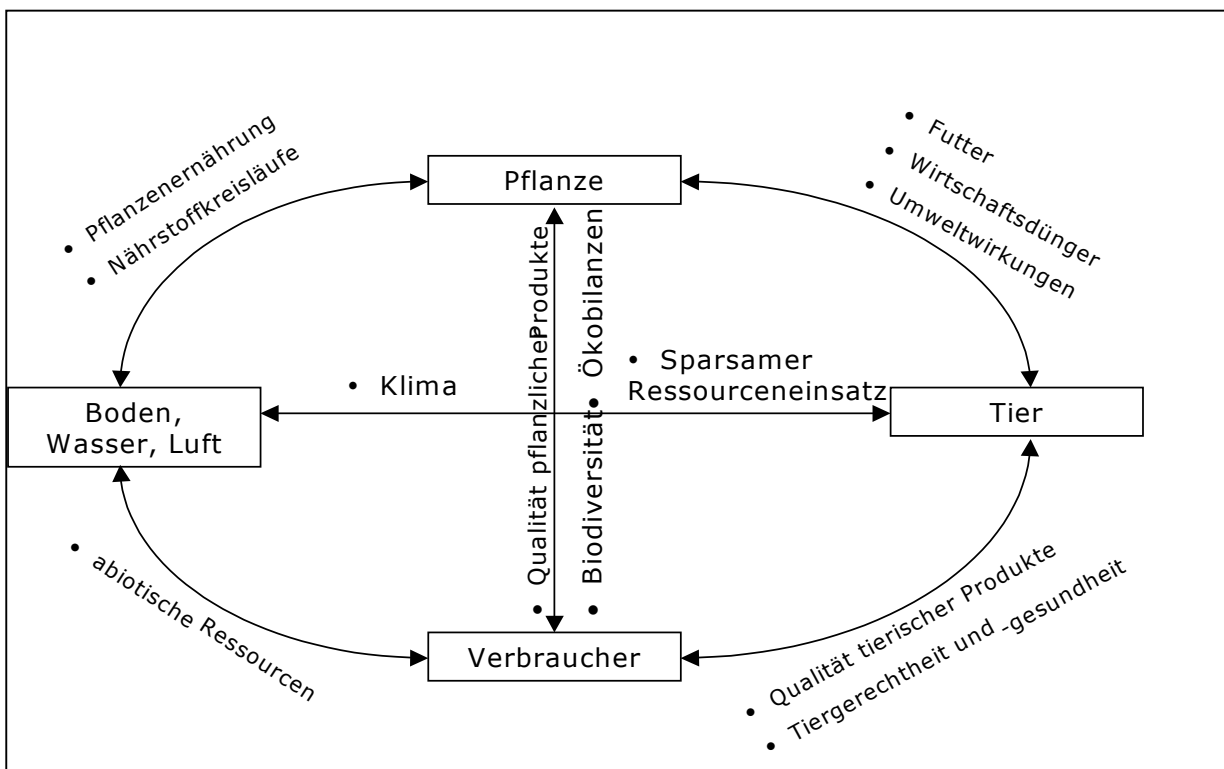 • Pflanzenernährung
• Nährstoffkreisläufe
Pflanze
• Futter
• Wirtschaftsdünger
• Umweltwirkungen
• Qualität pflanzlicher Produkte
• Biodiversität • Ökobilanzen
• Klima
• Sparsamer
Ressourceneinsatz
Boden,
Wasser, Luft
Tier
• abiotische Ressourcen
Verbraucher
• Qualität tierischer Produkte
• Tiergerechtheit und -gesundheit